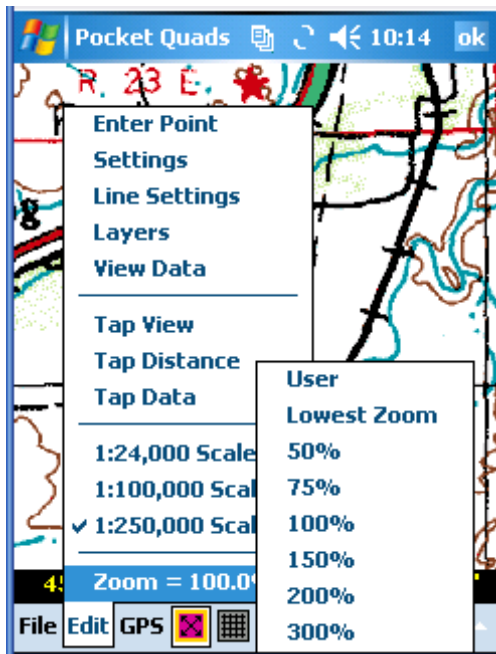 Pocket Quads 10:14 ok
R. 23 E.
Enter Point
Settings
Line Settings
Layers
View Data
Tap View
Tap Distance
Tap Data
1:24,000 Scale
1:100,000 Scal
1:250,000 Scal
Zoom = 100.0%
User
Lowest Zoom
50%
75%
100%
150%
200%
300%
File Edit GPS